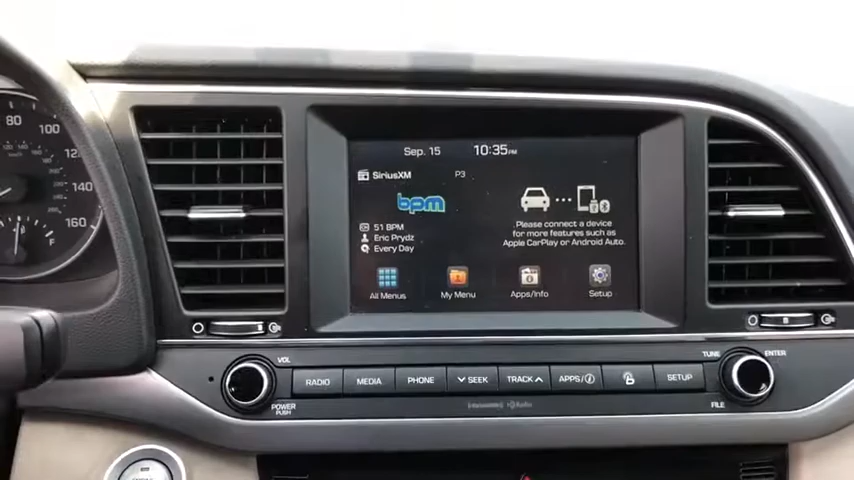 80
100
120
140
160
Sep. 15
10:35 PM
SiriusXM
P3
bpm
51 BPM
Eric Prydz
Every Day
Please connect a device
for more features such as
Apple CarPlay or Android Auto.
All Menus
My Menu
Apps/Info
Setup
VOL
POWER
PUSH
RADIO
MEDIA
PHONE
∨ SEEK
TRACK ∧
APPS/i
SETUP
TUNE
ENTER
FILE